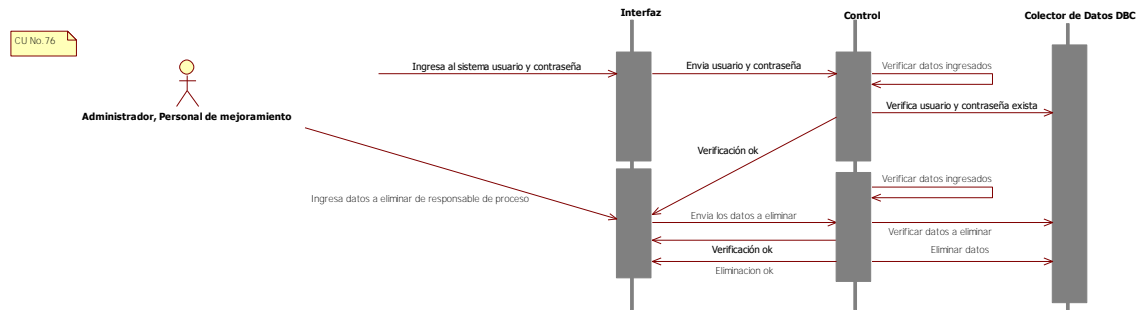 Interfaz
Control
Colector de Datos DBC
CU No.76
Ingresa al sistema usuario y contraseña
Envia usuario y contraseña
Verificar datos ingresados
Verifica usuario y contraseña exista
Administrador, Personal de mejoramiento
Verificación ok
Verificar datos ingresados
Ingresa datos a eliminar de responsable de proceso
Envia los datos a eliminar
Verificar datos a eliminar
Verificación ok
Eliminar datos
Eliminacion ok